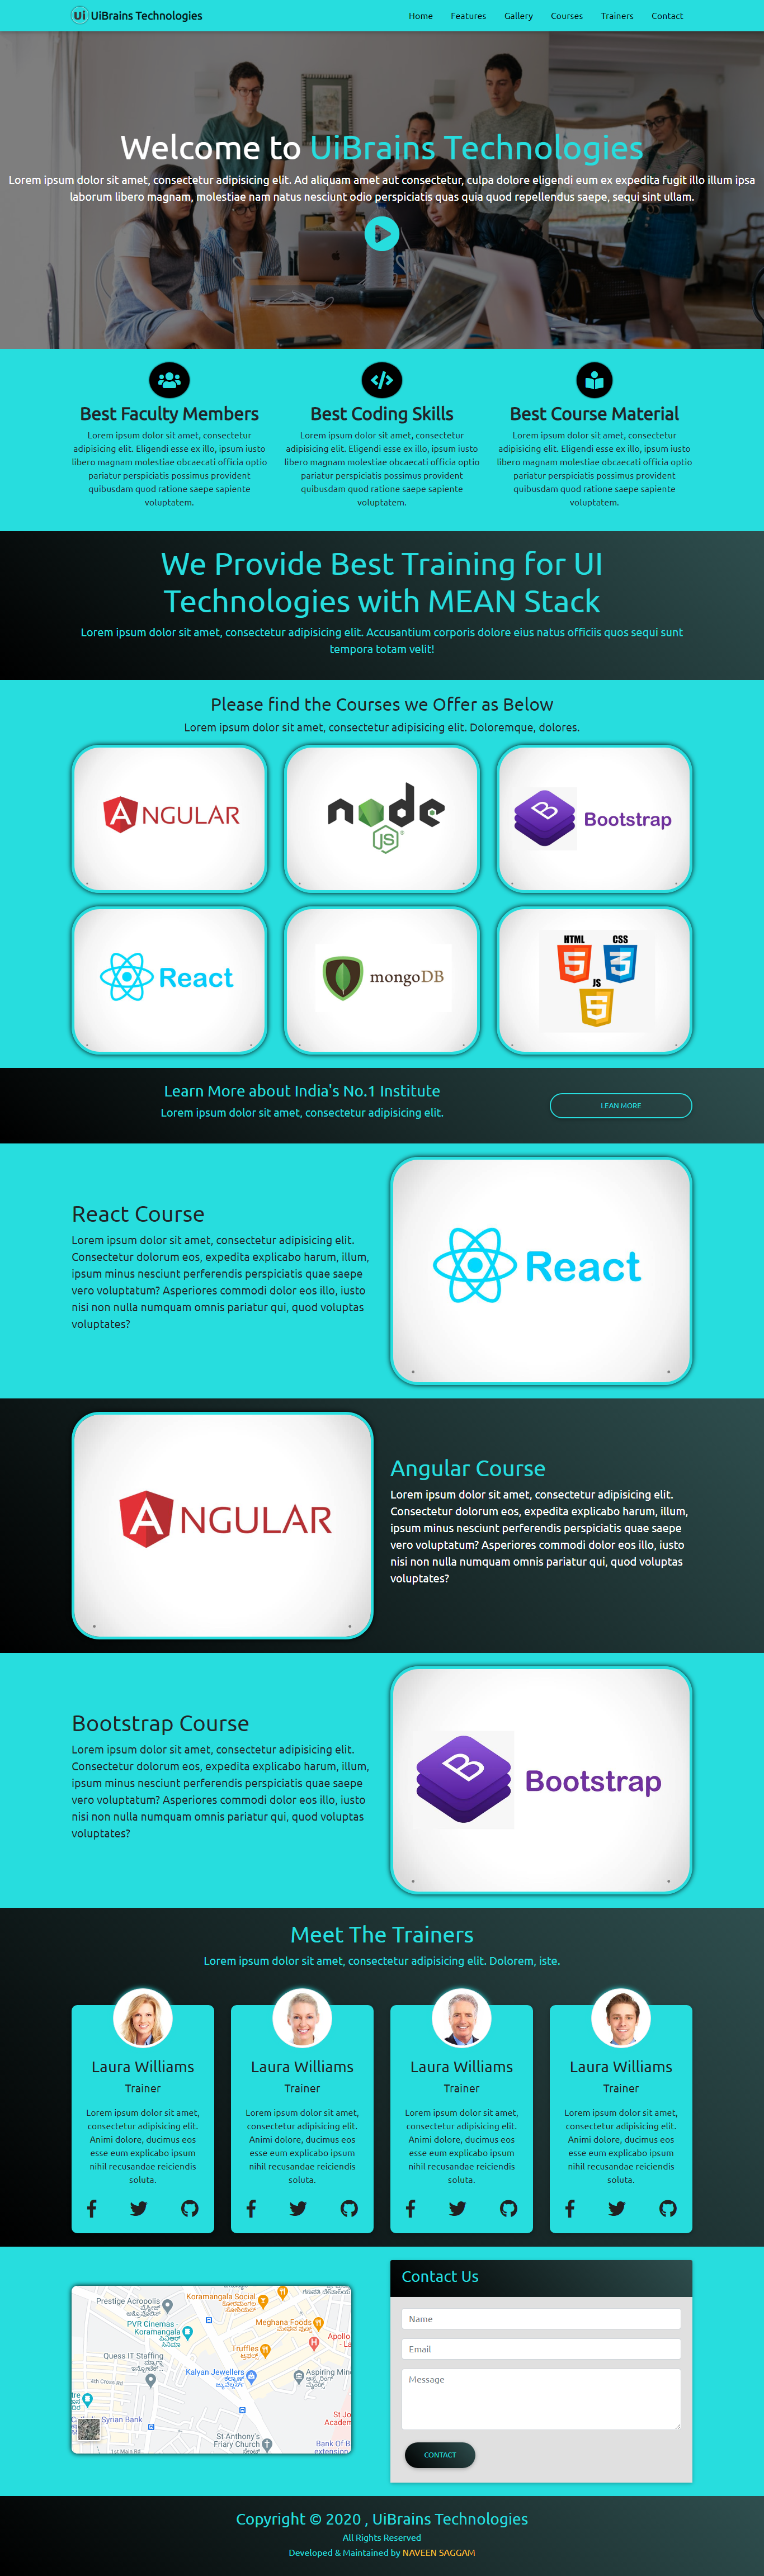 ui UiBrains Technologies
Home Features Gallery Courses Trainers Contact
Welcome to UiBrains Technologies
Lorem ipsum dolor sit amet, consectetur adipisicing elit. Ad aliquam amet aut consectetur, culpa dolore eligendi eum ex expedita fugit illo illum ipsa
laborum libero magnam, molestiae nam natus nesciunt odio perspiciatis quas quia quod repellendus saepe, sequi sint ullam.
Best Faculty Members
Lorem ipsum dolor sit amet, consectetur
adipisicing elit. Eligendi esse ex illo, ipsum iusto
libero magnam molestiae obcaecati officia optio
pariatur perspiciatis possimus provident
quibusdam quod ratione saepe sapiente
voluptatem.
Best Coding Skills
Lorem ipsum dolor sit amet, consectetur
adipisicing elit. Eligendi esse ex illo, ipsum iusto
libero magnam molestiae obcaecati officia optio
pariatur perspiciatis possimus provident
quibusdam quod ratione saepe sapiente
voluptatem.
Best Course Material
Lorem ipsum dolor sit amet, consectetur
adipisicing elit. Eligendi esse ex illo, ipsum iusto
libero magnam molestiae obcaecati officia optio
pariatur perspiciatis possimus provident
quibusdam quod ratione saepe sapiente
voluptatem.
We Provide Best Training for UI
Technologies with MEAN Stack
Lorem ipsum dolor sit amet, consectetur adipisicing elit. Accusantium corporis dolore eius natus officiis quos sequi sunt
tempora totam velit!
Please find the Courses we Offer as Below
Lorem ipsum dolor sit amet, consectetur adipisicing elit. Doloremque, dolores.
ANGULAR
node
JS
B Bootstrap
React
mongoDB
HTML CSS
5 3
JS
5
Learn More about India's No.1 Institute
Lorem ipsum dolor sit amet, consectetur adipisicing elit.
LEAN MORE
React Course
Lorem ipsum dolor sit amet, consectetur adipisicing elit.
Consectetur dolorum eos, expedita explicabo harum, illum,
ipsum minus nesciunt perferendis perspiciatis quae saepe
vero voluptatum? Asperiores commodi dolor eos illo, iusto
nisi non nulla numquam omnis pariatur qui, quod voluptas
voluptates?
React
ANGULAR
Angular Course
Lorem ipsum dolor sit amet, consectetur adipisicing elit.
Consectetur dolorum eos, expedita explicabo harum, illum,
ipsum minus nesciunt perferendis perspiciatis quae saepe
vero voluptatum? Asperiores commodi dolor eos illo, iusto
nisi non nulla numquam omnis pariatur qui, quod voluptas
voluptates?
Bootstrap Course
Lorem ipsum dolor sit amet, consectetur adipisicing elit.
Consectetur dolorum eos, expedita explicabo harum, illum,
ipsum minus nesciunt perferendis perspiciatis quae saepe
vero voluptatum? Asperiores commodi dolor eos illo, iusto
nisi non nulla numquam omnis pariatur qui, quod voluptas
voluptates?
B Bootstrap
Meet The Trainers
Lorem ipsum dolor sit amet, consectetur adipisicing elit. Dolorem, iste.
Laura Williams
Trainer
Lorem ipsum dolor sit amet,
consectetur adipisicing elit.
Animi dolore, ducimus eos
esse eum explicabo ipsum
nihil recusandae reiciendis
soluta.
Laura Williams
Trainer
Lorem ipsum dolor sit amet,
consectetur adipisicing elit.
Animi dolore, ducimus eos
esse eum explicabo ipsum
nihil recusandae reiciendis
soluta.
Laura Williams
Trainer
Lorem ipsum dolor sit amet,
consectetur adipisicing elit.
Animi dolore, ducimus eos
esse eum explicabo ipsum
nihil recusandae reiciendis
soluta.
Laura Williams
Trainer
Lorem ipsum dolor sit amet,
consectetur adipisicing elit.
Animi dolore, ducimus eos
esse eum explicabo ipsum
nihil recusandae reiciendis
soluta.
Prestige Acropolis
Koramangala Social
PVR Cinemas
Koramangala
Meghana Foods
Apollo
Truffles
Quess IT Staffing
Kalyan Jewellers
Aspiring
4th Cross Rd
Syrian Bank
St Anthony's
Friary Church
St Jo
Academ
Bank Of B
extension
1st Main Rd
Contact Us
Name
Email
Message
CONTACT
Copyright © 2020 , UiBrains Technologies
All Rights Reserved
Developed & Maintained by NAVEEN SAGGAM